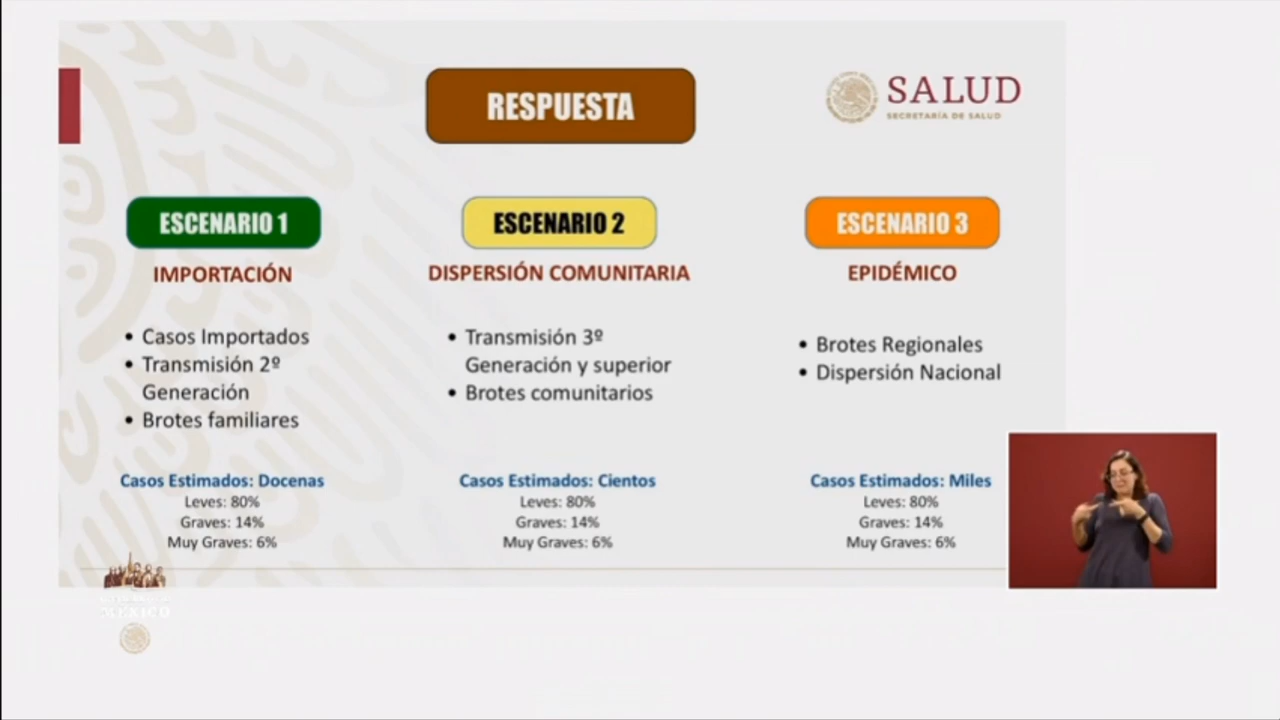 RESPUESTA
SALUD
SECRETARÍA DE SALUD
ESCENARIO 1
IMPORTACIÓN
• Casos Importados
• Transmisión 2º
Generación
• Brotes familiares
Casos Estimados: Docenas
Leves: 80%
Graves: 14%
Muy Graves: 6%
ESCENARIO 2
DISPERSIÓN COMUNITARIA
• Transmisión 3º
Generación y superior
• Brotes comunitarios
Casos Estimados: Cientos
Leves: 80%
Graves: 14%
Muy Graves: 6%
ESCENARIO 3
EPIDÉMICO
• Brotes Regionales
• Dispersión Nacional
Casos Estimados: Miles
Leves: 80%
Graves: 14%
Muy Graves: 6%
MÉXICO